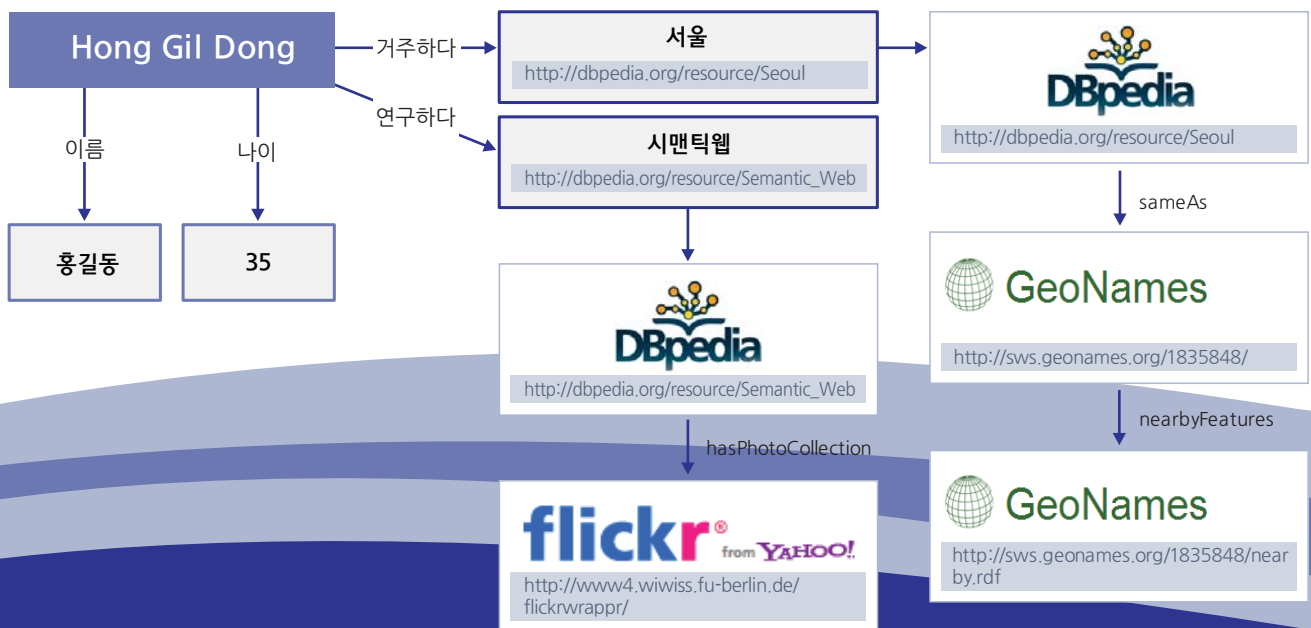 Hong Gil Dong
거주하다
서울
http://dbpedia.org/resource/Seoul
DBpedia
http://dbpedia.org/resource/Seoul
연구하다
시맨틱웹
http://dbpedia.org/resource/Semantic_Web
이름
나이
홍길동
35
sameAs
GeoNames
http://sws.geonames.org/1835848/
DBpedia
http://dbpedia.org/resource/Semantic_Web
nearbyFeatures
hasPhotoCollection
GeoNames
http://sws.geonames.org/1835848/near
by.rdf
flickr® from YAHOO!
http://www4.wiwiss.fu-berlin.de/
flickrwrappr/